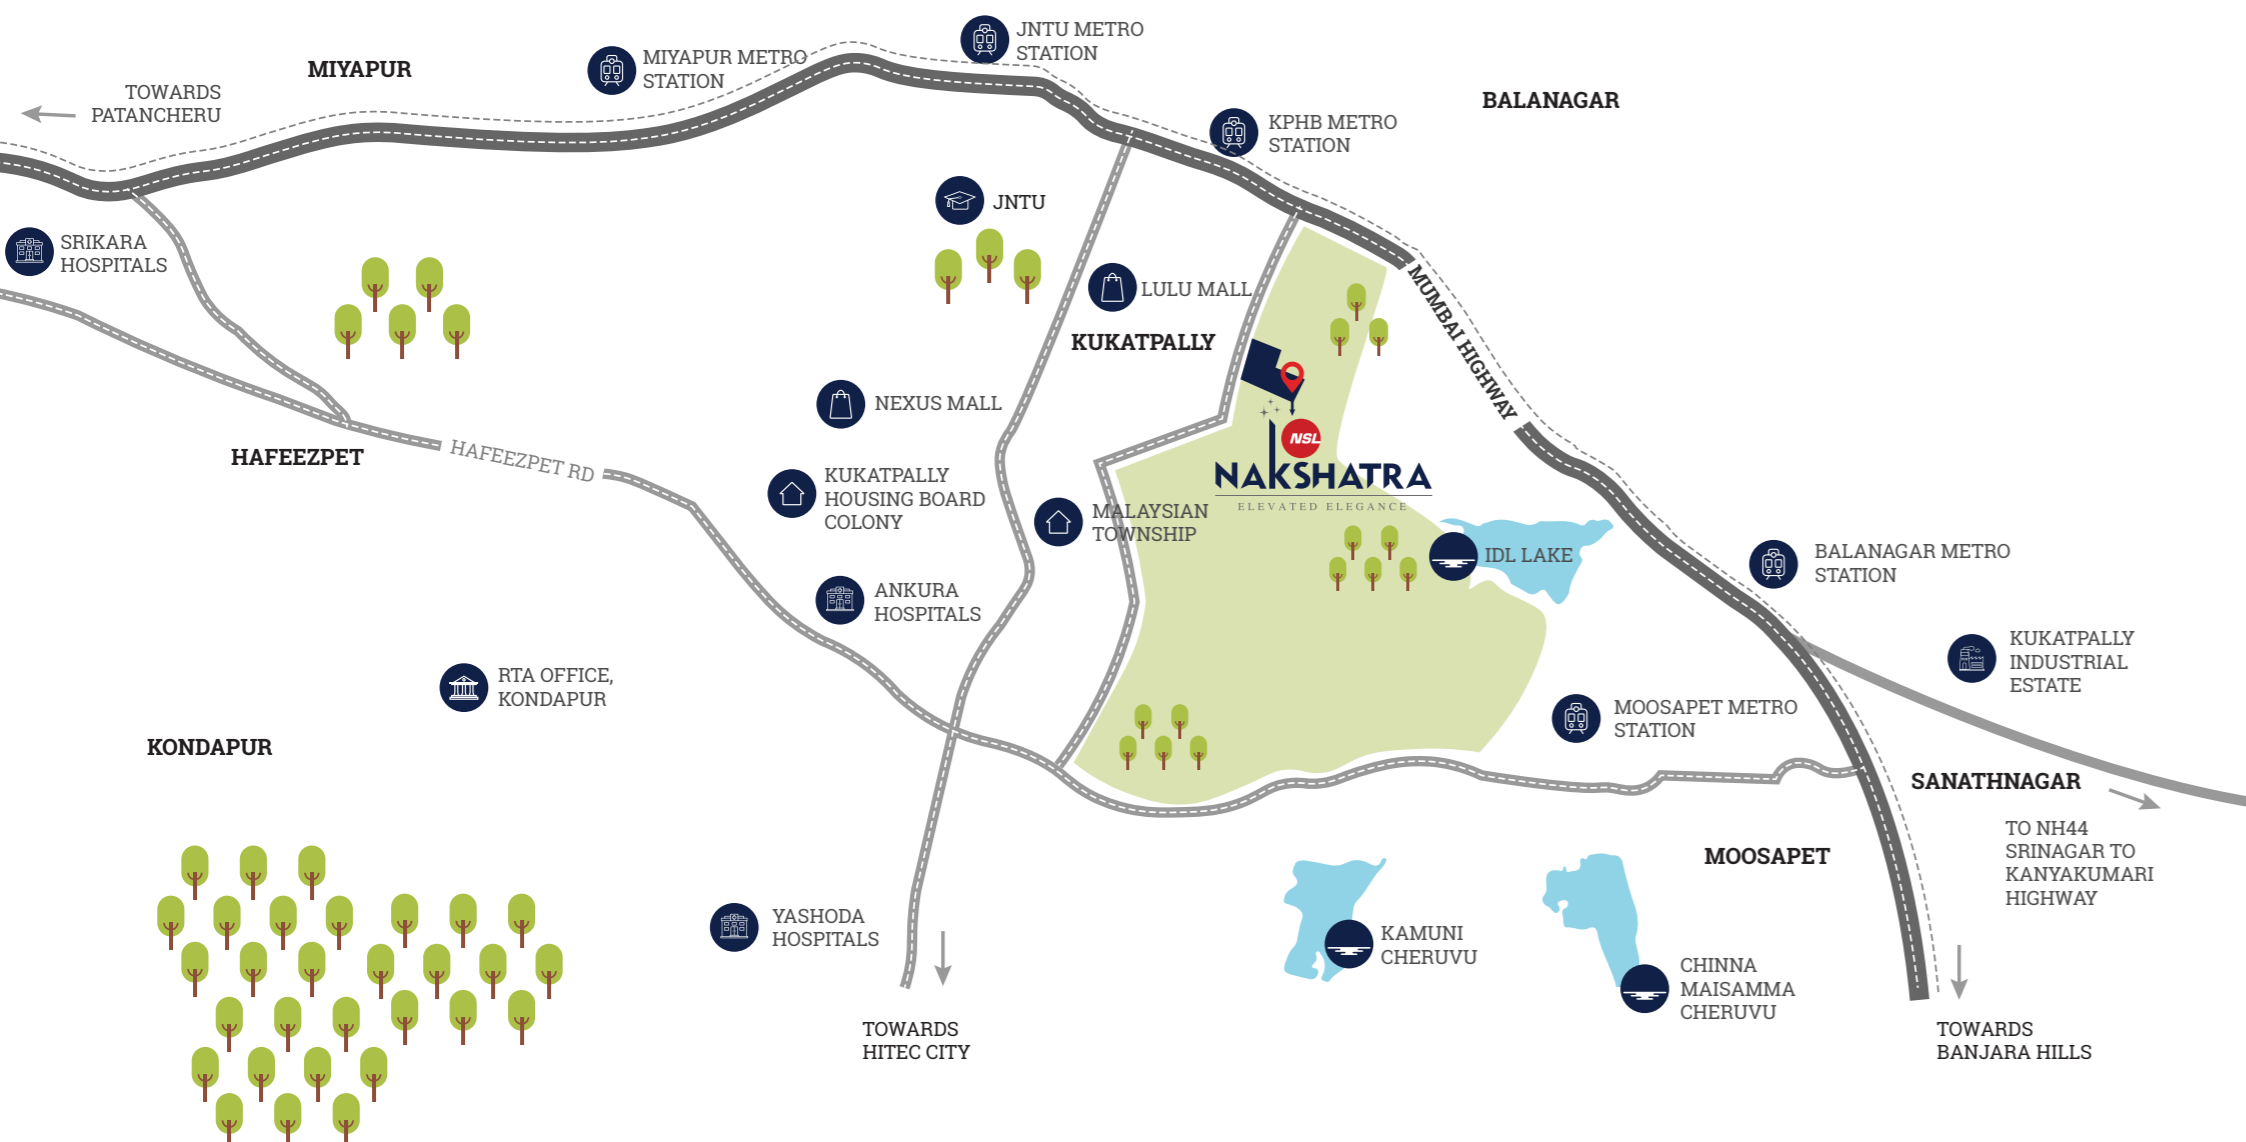 JNTU METRO
STATION
MIYAPUR METRO
STATION
MIYAPUR
TOWARDS
PATANCHERU
BALANAGAR
KPHB METRO
STATION
JNTU
SRIKARA
HOSPITALS
LULU MALL
KUKATPALLY
MUMBAI HIGHWAY
NEXUS MALL
HAFEEZPET
HAFEEZPET RD
NSL
NAKSHATRA
ELEVATED ELEGANCE
KUKATPALLY
HOUSING BOARD
COLONY
MALAYSIAN
TOWNSHIP
IDL LAKE
BALANAGAR METRO
STATION
ANKURA
HOSPITALS
KUKATPALLY
INDUSTRIAL
ESTATE
RTA OFFICE,
KONDAPUR
MOOSAPET METRO
STATION
KONDAPUR
SANATHNAGAR
TO NH44
SRINAGAR TO
KANYAKUMARI
HIGHWAY
MOOSAPET
YASHODA
HOSPITALS
KAMUNI
CHERUVU
CHINNA
MAISAMMA
CHERUVU
TOWARDS
HITEC CITY
TOWARDS
BANJARA HILLS